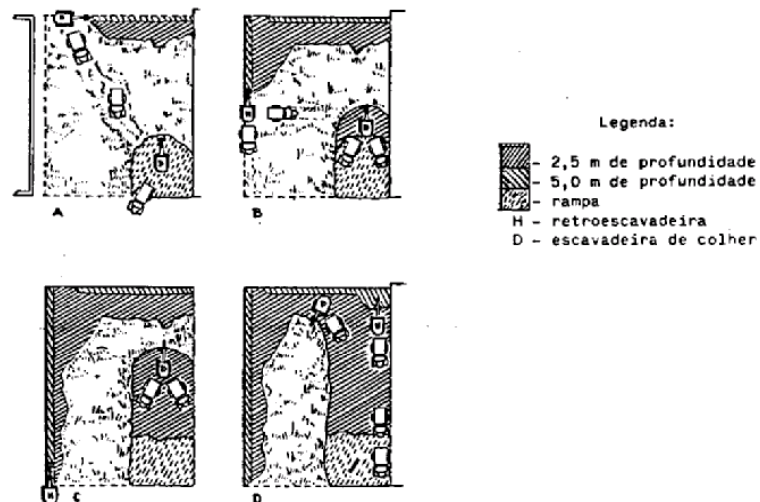 A
B
Legenda:
- 2,5 m de profundidade
- 5,0 m de profundidade
- rampa
H - retroescavadeira
D - escavadeira de colher
H
C
D